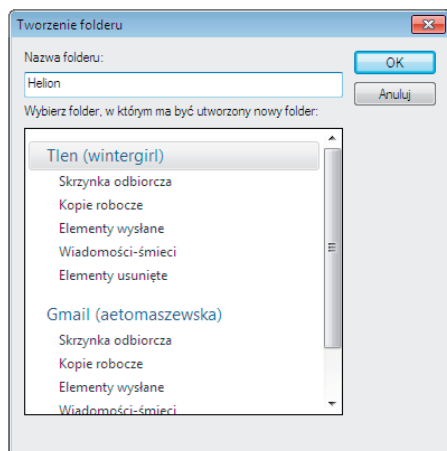 Tworzenie folderu
Nazwa folderu:
OK
Helion
Anuluj
Wybierz folder, w którym ma być utworzony nowy folder:
Tlen (wintergirl)
Skrzynka odbiorcza
Kopie robocze
Elementy wysłane
Wiadomości-śmieci
Elementy usunięte
Gmail (aetomaszewska)
Skrzynka odbiorcza
Kopie robocze
Elementy wysłane
Wiadomości-śmieci